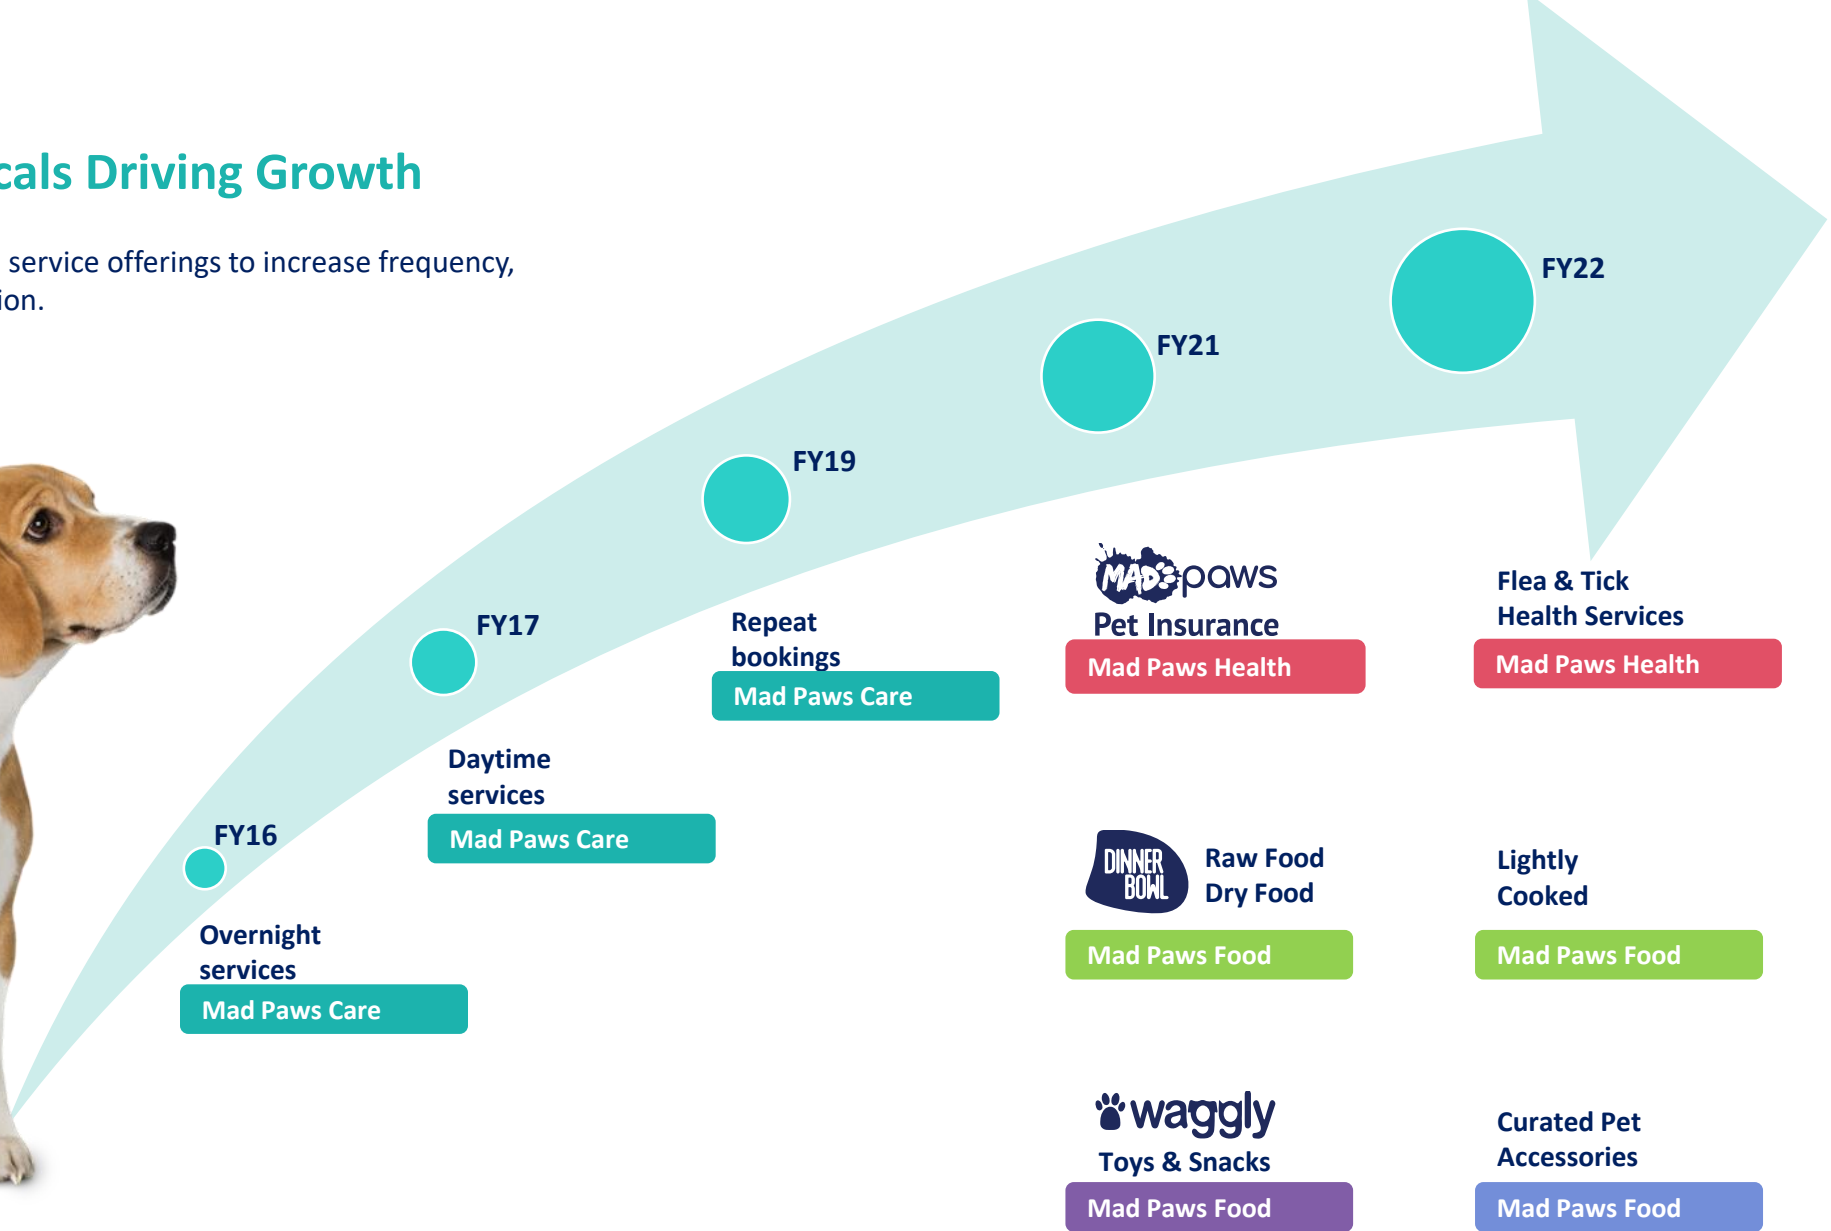 cals Driving Growth
service offerings to increase frequency,
ion.
FY22
FY21
FY19
FY17
FY16
Overnight
services
Mad Paws Care
Daytime
services
Mad Paws Care
Repeat
bookings
Mad Paws Care
MAD paws
Pet Insurance
Mad Paws Health
Flea & Tick
Health Services
Mad Paws Health
DINNER
BOWL
Raw Food
Dry Food
Mad Paws Food
Lightly
Cooked
Mad Paws Food
waggly
Toys & Snacks
Mad Paws Food
Curated Pet
Accessories
Mad Paws Food